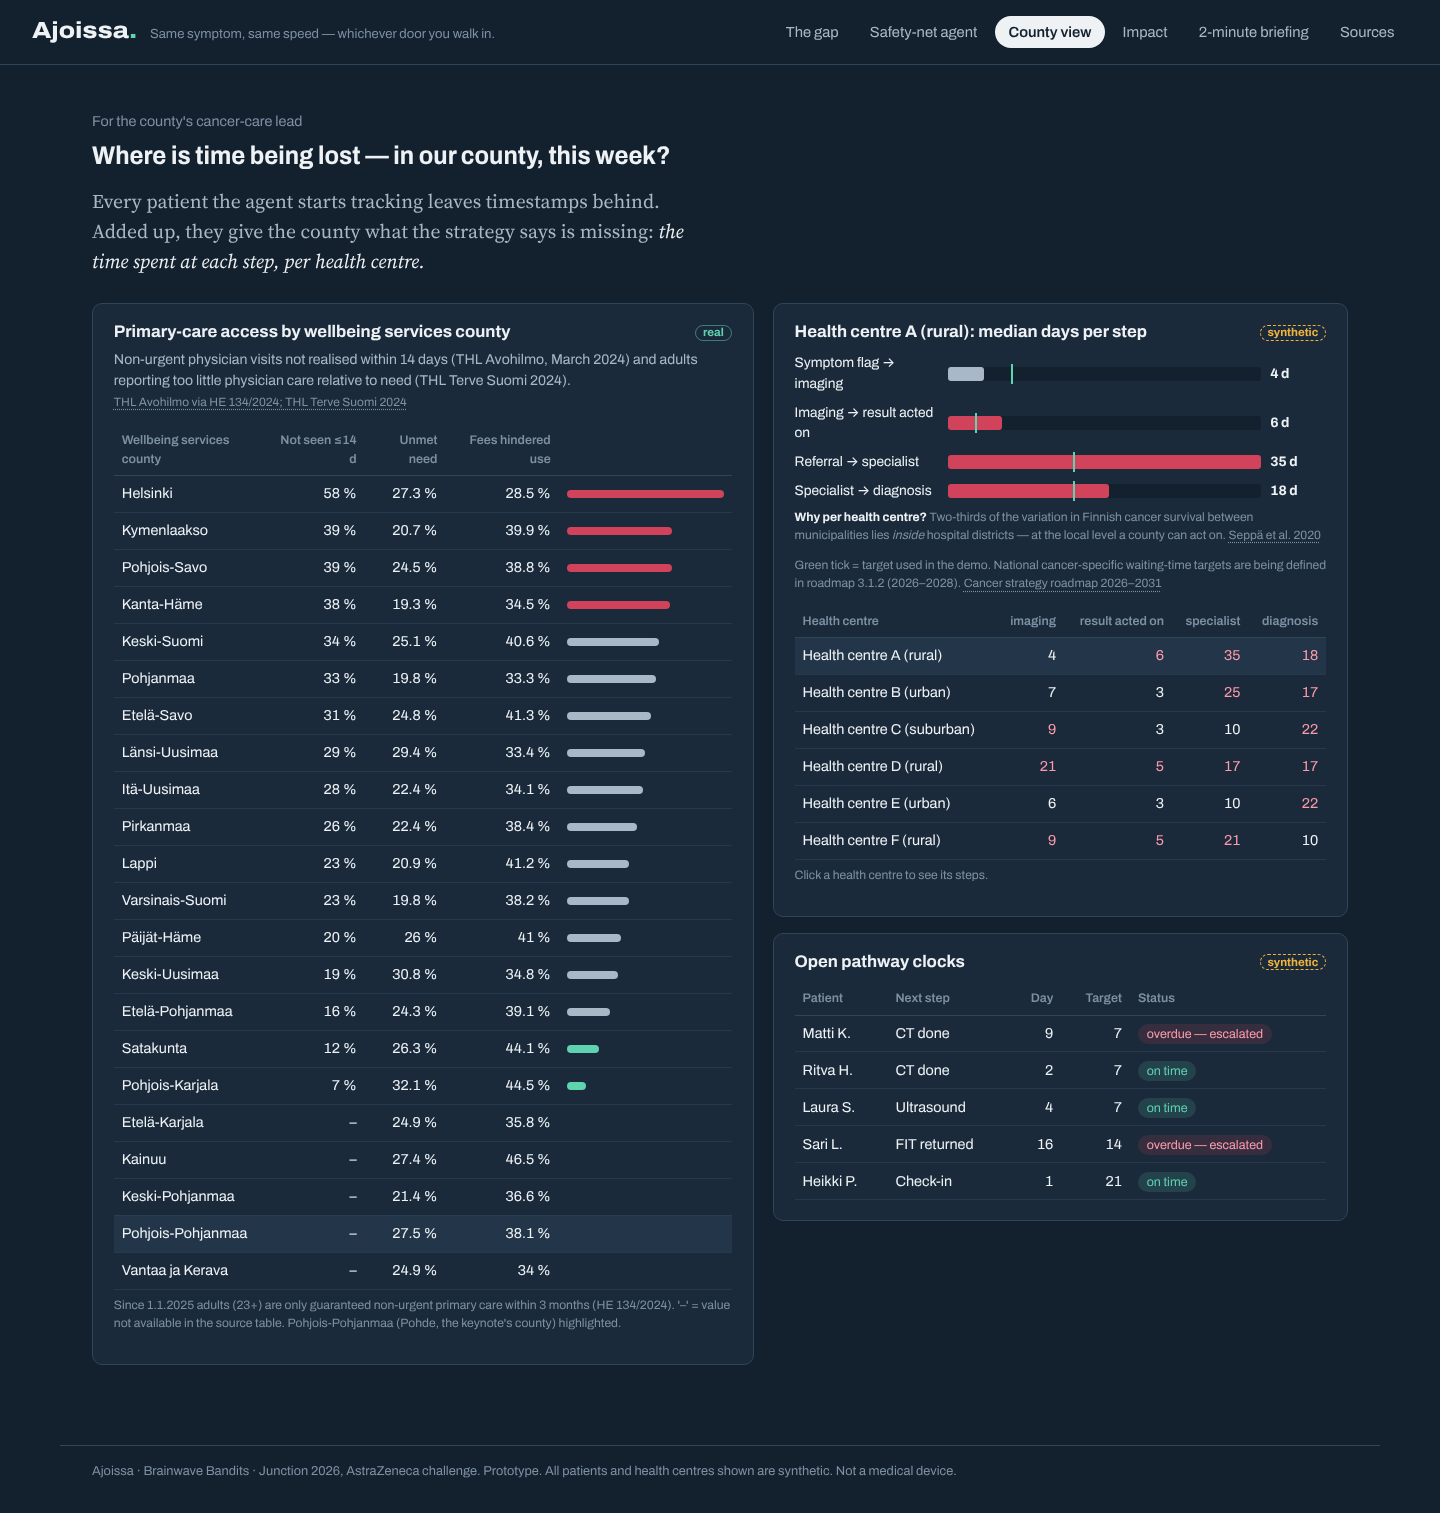 Ajoissa. Same symptom, same speed — whichever door you walk in.
The gap Safety-net agent County view Impact 2-minute briefing Sources
For the county's cancer-care lead
Where is time being lost — in our county, this week?
Every patient the agent starts tracking leaves timestamps behind.
Added up, they give the county what the strategy says is missing: the
time spent at each step, per health centre.
Primary-care access by wellbeing services county real
Non-urgent physician visits not realised within 14 days (THL Avohilmo, March 2024) and adults
reporting too little physician care relative to need (THL Terve Suomi 2024).
THL Avohilmo via HE 134/2024; THL Terve Suomi 2024
Wellbeing services county Not seen ≤14 d Unmet need Fees hindered use
Helsinki 58 % 27.3 % 28.5 %
Kymenlaakso 39 % 20.7 % 39.9 %
Pohjois-Savo 39 % 24.5 % 38.8 %
Kanta-Häme 38 % 19.3 % 34.5 %
Keski-Suomi 34 % 25.1 % 40.6 %
Pohjanmaa 33 % 19.8 % 33.3 %
Etelä-Savo 31 % 24.8 % 41.3 %
Länsi-Uusimaa 29 % 29.4 % 33.4 %
Itä-Uusimaa 28 % 22.4 % 34.1 %
Pirkanmaa 26 % 22.4 % 38.4 %
Lappi 23 % 20.9 % 41.2 %
Varsinais-Suomi 23 % 19.8 % 38.2 %
Päijät-Häme 20 % 26 % 41 %
Keski-Uusimaa 19 % 30.8 % 34.8 %
Etelä-Pohjanmaa 16 % 24.3 % 39.1 %
Satakunta 12 % 26.3 % 44.1 %
Pohjois-Karjala 7 % 32.1 % 44.5 %
Etelä-Karjala – 24.9 % 35.8 %
Kainuu – 27.4 % 46.5 %
Keski-Pohjanmaa – 21.4 % 36.6 %
Pohjois-Pohjanmaa – 27.5 % 38.1 %
Vantaa ja Kerava – 24.9 % 34 %
Since 1.1.2025 adults (23+) are only guaranteed non-urgent primary care within 3 months (HE 134/2024). '–' = value
not available in the source table. Pohjois-Pohjanmaa (Pohde, the keynote's county) highlighted.
Health centre A (rural): median days per step synthetic
Symptom flag → imaging 4 d
Imaging → result acted on 6 d
Referral → specialist 35 d
Specialist → diagnosis 18 d
Why per health centre? Two-thirds of the variation in Finnish cancer survival between
municipalities lies inside hospital districts — at the local level a county can act on. Seppä et al. 2020
Green tick = target used in the demo. National cancer-specific waiting-time targets are being defined
in roadmap 3.1.2 (2026–2028). Cancer strategy roadmap 2026–2031
Health centre imaging result acted on specialist diagnosis
Health centre A (rural) 4 6 35 18
Health centre B (urban) 7 3 25 17
Health centre C (suburban) 9 3 10 22
Health centre D (rural) 21 5 17 17
Health centre E (urban) 6 3 10 22
Health centre F (rural) 9 5 21 10
Click a health centre to see its steps.
Open pathway clocks synthetic
Patient Next step Day Target Status
Matti K. CT done 9 7 overdue — escalated
Ritva H. CT done 2 7 on time
Laura S. Ultrasound 4 7 on time
Sari L. FIT returned 16 14 overdue — escalated
Heikki P. Check-in 1 21 on time
Ajoissa · Brainwave Bandits · Junction 2026, AstraZeneca challenge. Prototype. All patients and health centres shown are synthetic. Not a medical device.